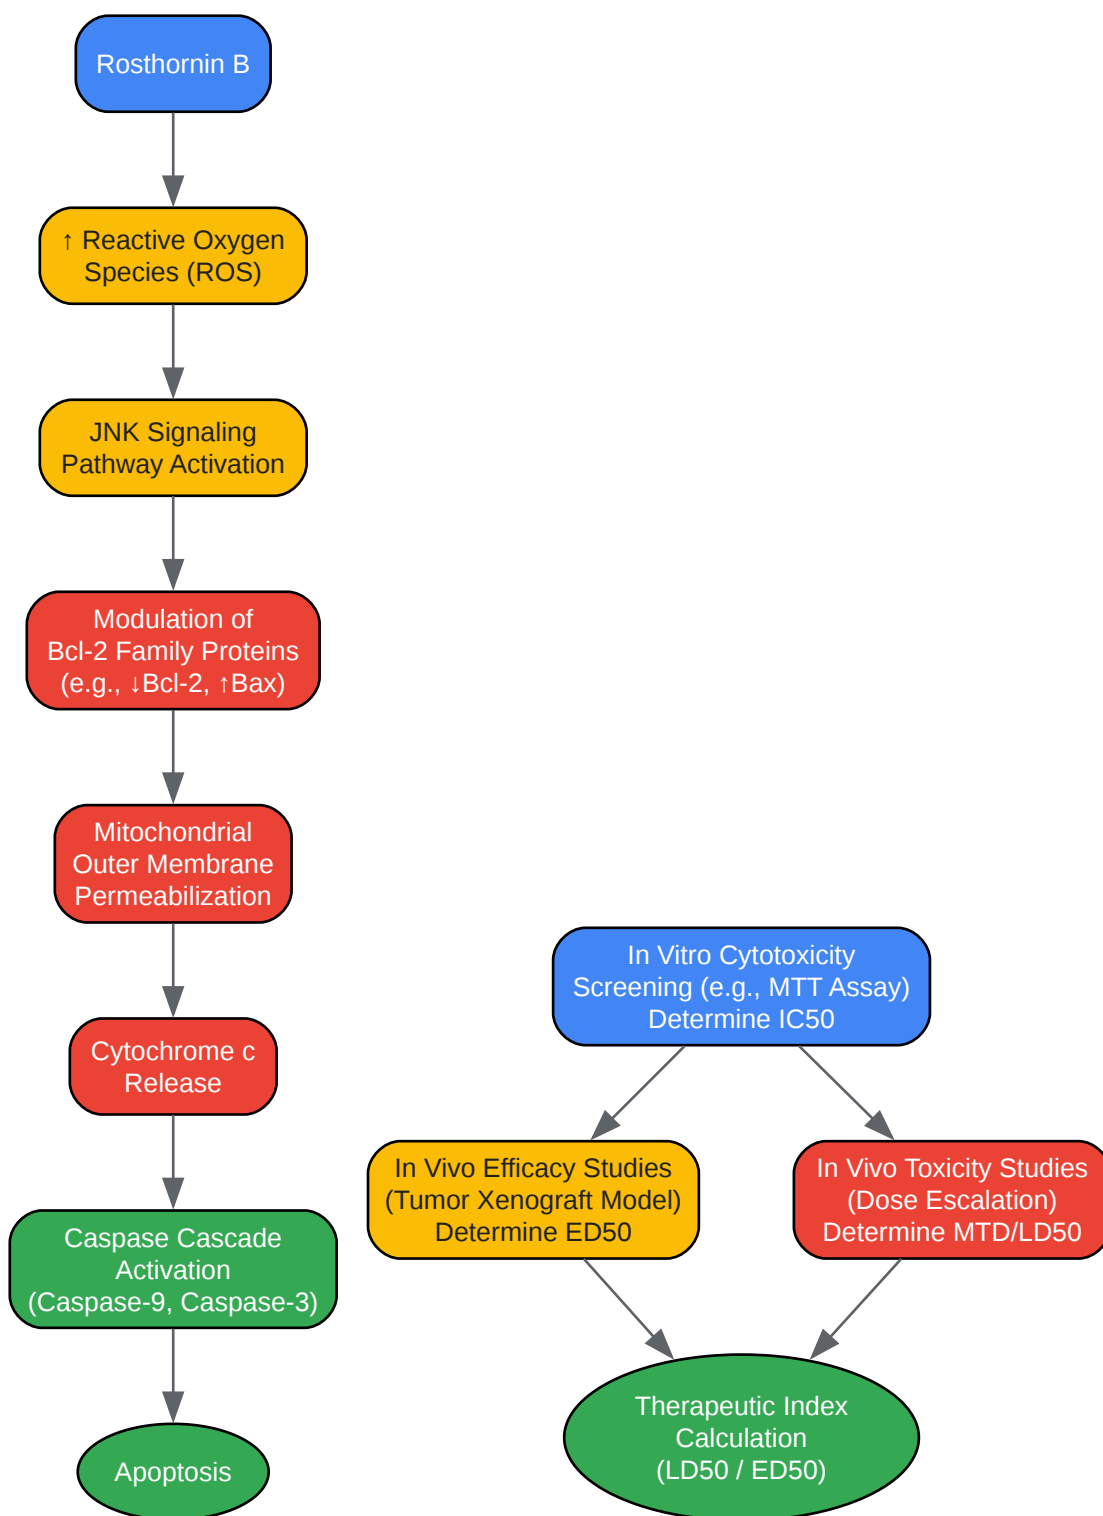 Rosthornin B
↑ Reactive Oxygen
Species (ROS)
JNK Signaling
Pathway Activation
Modulation of
Bcl-2 Family Proteins
(e.g., ↓Bcl-2, ↑Bax)
Mitochondrial
Outer Membrane
Permeabilization
Cytochrome c
Release
Caspase Cascade
Activation
(Caspase-9, Caspase-3)
Apoptosis
In Vitro Cytotoxicity
Screening (e.g., MTT Assay)
Determine IC50
In Vivo Efficacy Studies
(Tumor Xenograft Model)
Determine ED50
In Vivo Toxicity Studies
(Dose Escalation)
Determine MTD/LD50
Therapeutic Index
Calculation
(LD50 / ED50)